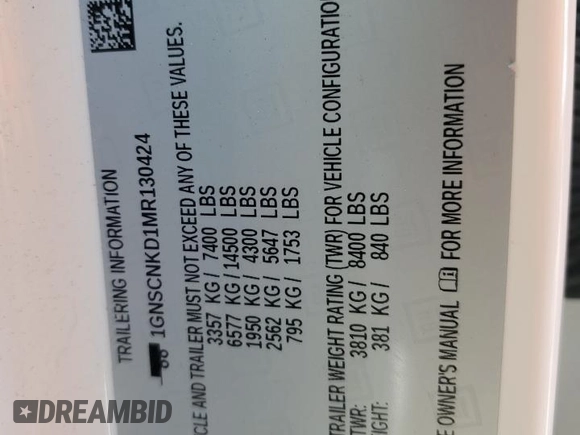 TRAILERING INFORMATION
1GNSCNKD1MR130424
CLE AND TRAILER MUST NOT EXCEED ANY OF THESE VALUES.
3357 KG / 7400 LBS
6577 KG / 14500 LBS
1950 KG / 4300 LBS
2562 KG / 5647 LBS
795 KG / 1753 LBS
TRAILER WEIGHT RATING (TWR) FOR VEHICLE CONFIGURATION
TWR: 3810 KG / 8400 LBS
IGHT: 381 KG / 840 LBS
E OWNER'S MANUAL FOR MORE INFORMATION
DREAMBID